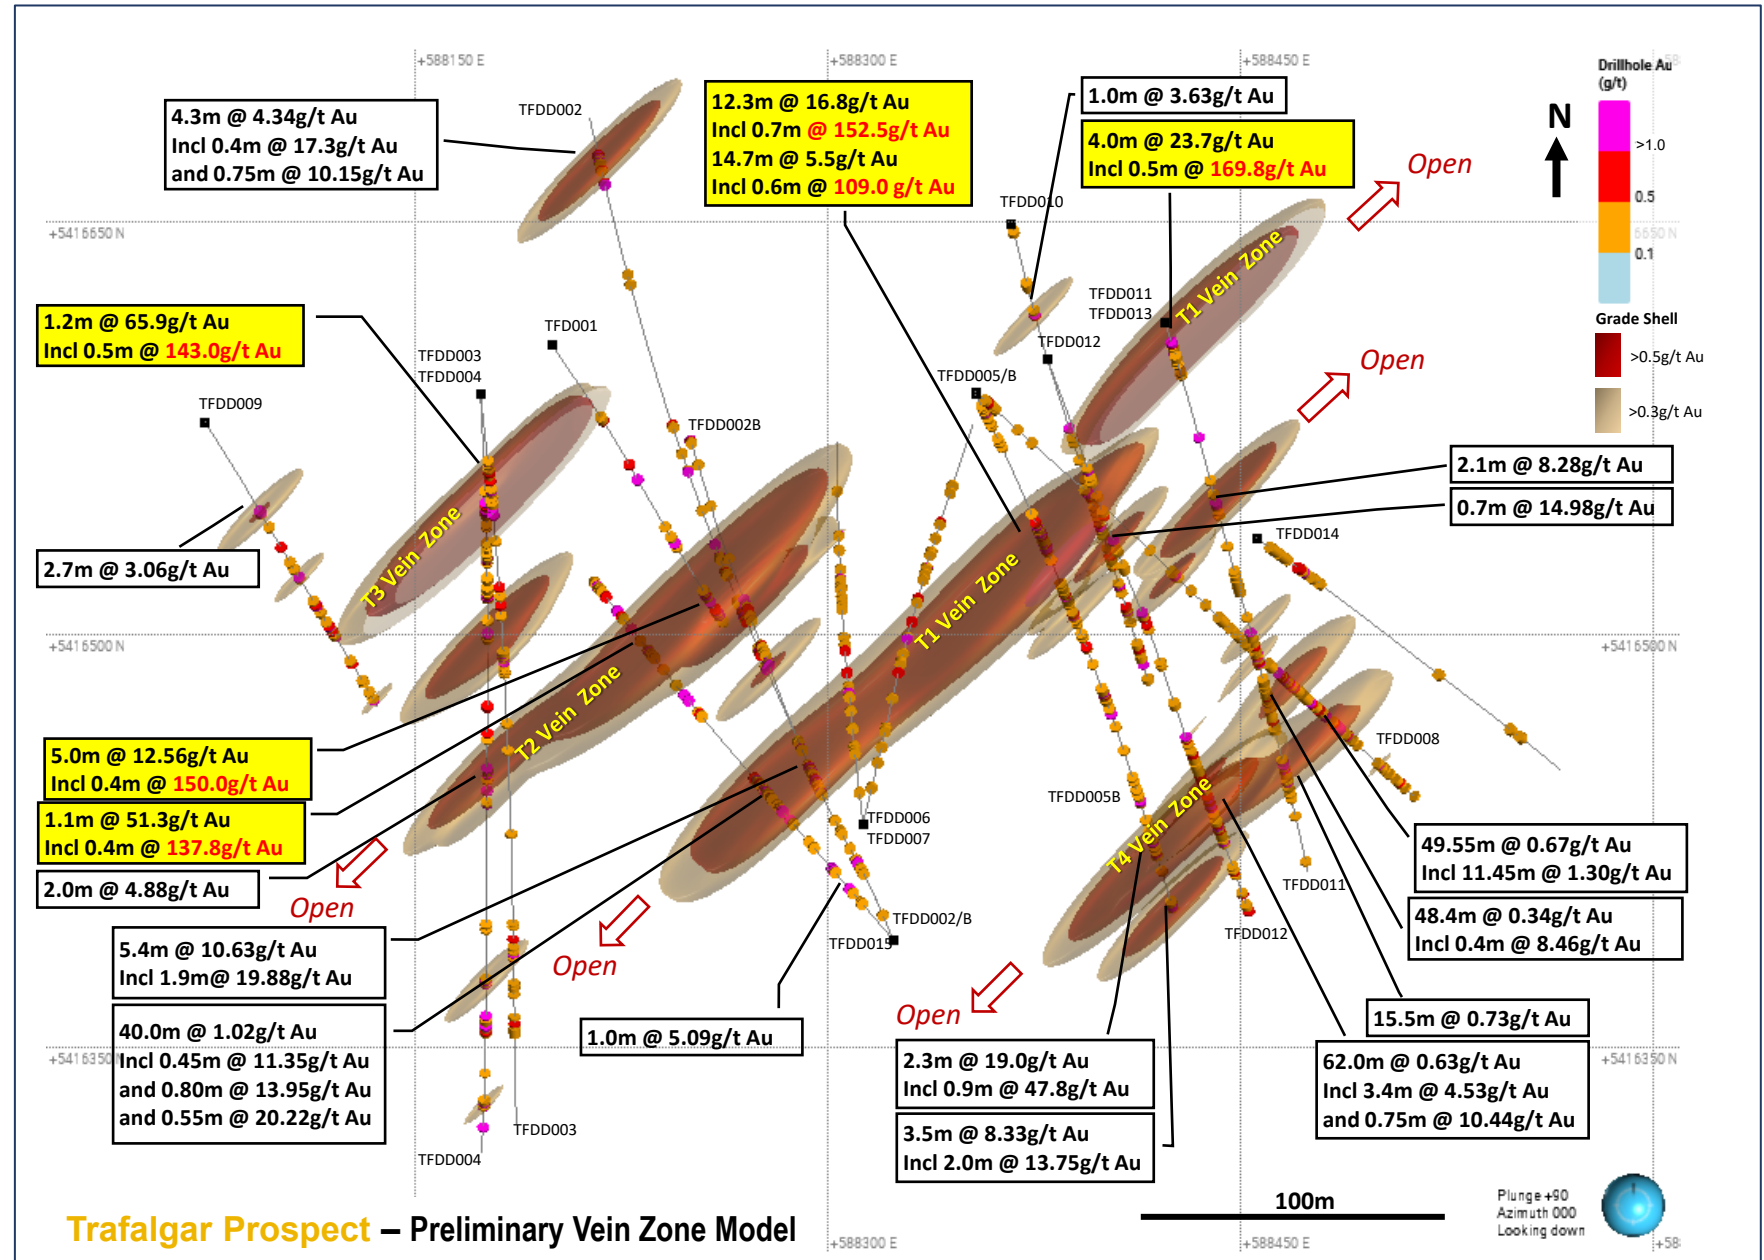 +588150 E
+588300 E
+588450 E
Drillhole Au
(g/t)
>1.0
0.5
0.1
Grade Shell
>0.5g/t Au
>0.3g/t Au
N
4.3m @ 4.34g/t Au
Incl 0.4m @ 17.3g/t Au
and 0.75m @ 10.15g/t Au
TFDD002
12.3m @ 16.8g/t Au
Incl 0.7m @ 152.5g/t Au
14.7m @ 5.5g/t Au
Incl 0.6m @ 109.0 g/t Au
1.0m @ 3.63g/t Au
4.0m @ 23.7g/t Au
Incl 0.5m @ 169.8g/t Au
Open
+5416650 N
6650 N
TFDD010
T1 Vein Zone
TFDD011
TFDD013
TFDD012
1.2m @ 65.9g/t Au
Incl 0.5m @ 143.0g/t Au
TFD001
TFDD003
TFDD004
TFDD005/B
Open
TFDD009
TFDD002B
2.1m @ 8.28g/t Au
0.7m @ 14.98g/t Au
2.7m @ 3.06g/t Au
T3 Vein Zone
TFDD014
T1 Vein Zone
+5416500 N
+5416500 N
T2 Vein Zone
5.0m @ 12.56g/t Au
Incl 0.4m @ 150.0g/t Au
1.1m @ 51.3g/t Au
Incl 0.4m @ 137.8g/t Au
2.0m @ 4.88g/t Au
Open
TFDD008
TFDD005B
TFDD006
TFDD007
T4 Vein Zone
49.55m @ 0.67g/t Au
Incl 11.45m @ 1.30g/t Au
TFDD011
48.4m @ 0.34g/t Au
Incl 0.4m @ 8.46g/t Au
TFDD002/B
TFDD015
TFDD012
5.4m @ 10.63g/t Au
Incl 1.9m@ 19.88g/t Au
Open
Open
15.5m @ 0.73g/t Au
40.0m @ 1.02g/t Au
Incl 0.45m @ 11.35g/t Au
and 0.80m @ 13.95g/t Au
and 0.55m @ 20.22g/t Au
1.0m @ 5.09g/t Au
2.3m @ 19.0g/t Au
Incl 0.9m @ 47.8g/t Au
62.0m @ 0.63g/t Au
Incl 3.4m @ 4.53g/t Au
and 0.75m @ 10.44g/t Au
+5416350 N
+5416350 N
3.5m @ 8.33g/t Au
Incl 2.0m @ 13.75g/t Au
TFDD003
TFDD004
100m
Plunge +90
Azimuth 000
Looking down
Trafalgar Prospect – Preliminary Vein Zone Model
+588300 E
+588450 E
+58